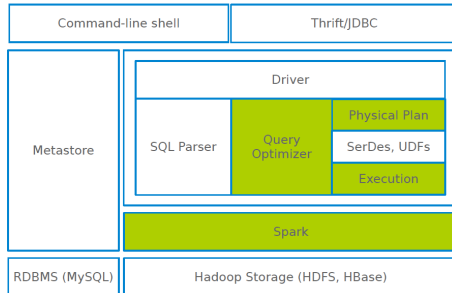 Command-line shell
Thrift/JDBC
Driver
Metastore
SQL Parser
Query
Optimizer
Physical Plan
SerDes, UDFs
Execution
Spark
RDBMS (MySQL)
Hadoop Storage (HDFS, HBase)